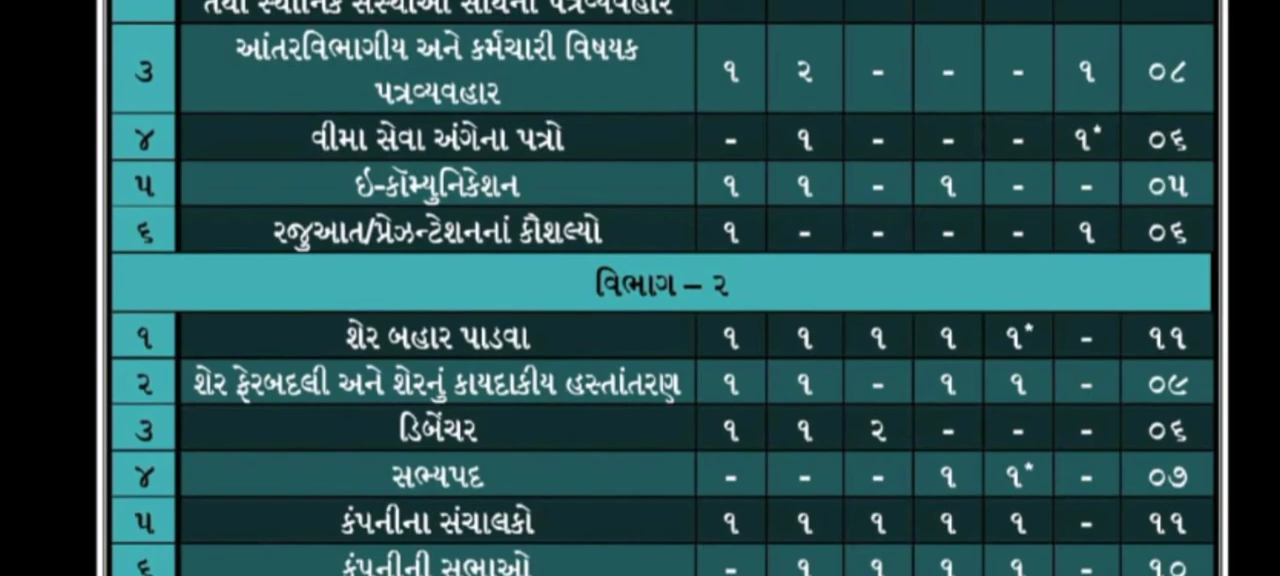 તથા સ્થાનિક સંસ્થાઓ સાથેનો પત્રવ્યવહાર
૩ આંતરવિભાગીય અને કર્મચારી વિષયક પત્રવ્યવહાર ૧ ૨ - - - ૧ ૦૮
૪ વીમા સેવા અંગેના પત્રો - ૧ - - - ૧* ૦૬
૫ ઇ-કૉમ્યુનિકેશન ૧ ૧ - ૧ - - ૦૫
૬ રજુઆત/પ્રેઝન્ટેશનનાં કૌશલ્યો ૧ - - - - ૧ ૦૬
વિભાગ – ૨
૧ શેર બહાર પાડવા ૧ ૧ ૧ ૧ ૧* - ૧૧
૨ શેર ફેરબદલી અને શેરનું કાયદાકીય હસ્તાંતરણ ૧ ૧ - ૧ ૧ - ૦૯
૩ ડિબેંચર ૧ ૧ ૨ - - - ૦૬
૪ સભ્યપદ - - - ૧ ૧* - ૦૭
૫ કંપનીના સંચાલકો ૧ ૧ ૧ ૧ ૧ - ૧૧
૬ કંપનીની સભાઓ - ૧ ૧ ૧ ૧ - ૧૦